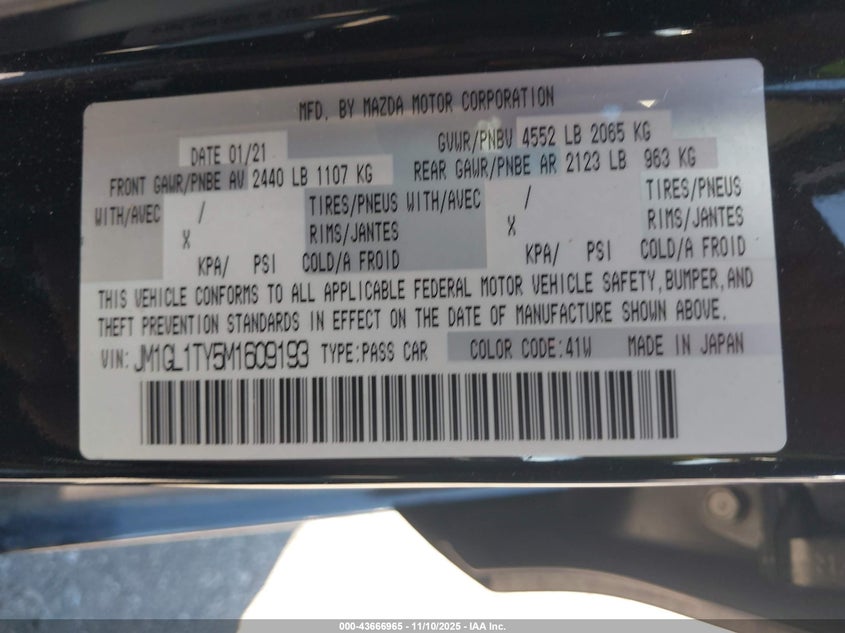 MFD. BY MAZDA MOTOR CORPORATION
DATE 01/21 GVWR/PNBV 4552 LB 2065 KG
FRONT GAWR/PNBE AV 2440 LB 1107 KG REAR GAWR/PNBE AR 2123 LB 963 KG
WITH/AVEC / TIRES/PNEUS WITH/AVEC / TIRES/PNEUS
X RIMS/JANTES X RIMS/JANTES
KPA/ PSI COLD/A FROID KPA/ PSI COLD/A FROID
THIS VEHICLE CONFORMS TO ALL APPLICABLE FEDERAL MOTOR VEHICLE SAFETY,BUMPER,AND
THEFT PREVENTION STANDARDS IN EFFECT ON THE DATE OF MANUFACTURE SHOWN ABOVE.
VIN: JM1GL1TY5M1609193 TYPE:PASS CAR COLOR CODE:41W MADE IN JAPAN
000-43666965 - 11/10/2025 - IAA Inc.